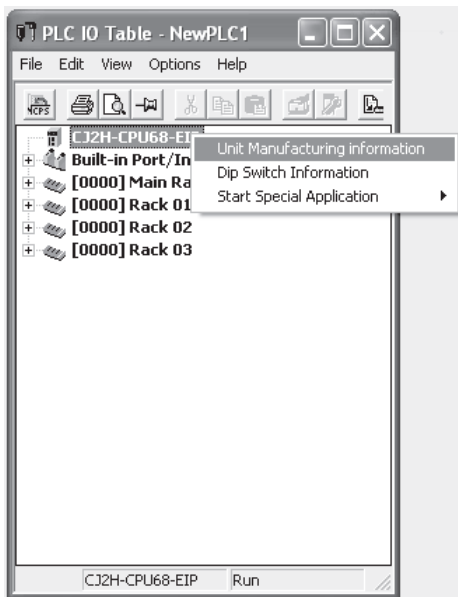 PLC IO Table - NewPLC1
File Edit View Options Help
NCPS
CJ2H-CPU68-EIP
Unit Manufacturing information
Built-in Port/In
Dip Switch Information
[0000] Main Ra
Start Special Application
[0000] Rack 01
[0000] Rack 02
[0000] Rack 03
CJ2H-CPU68-EIP Run